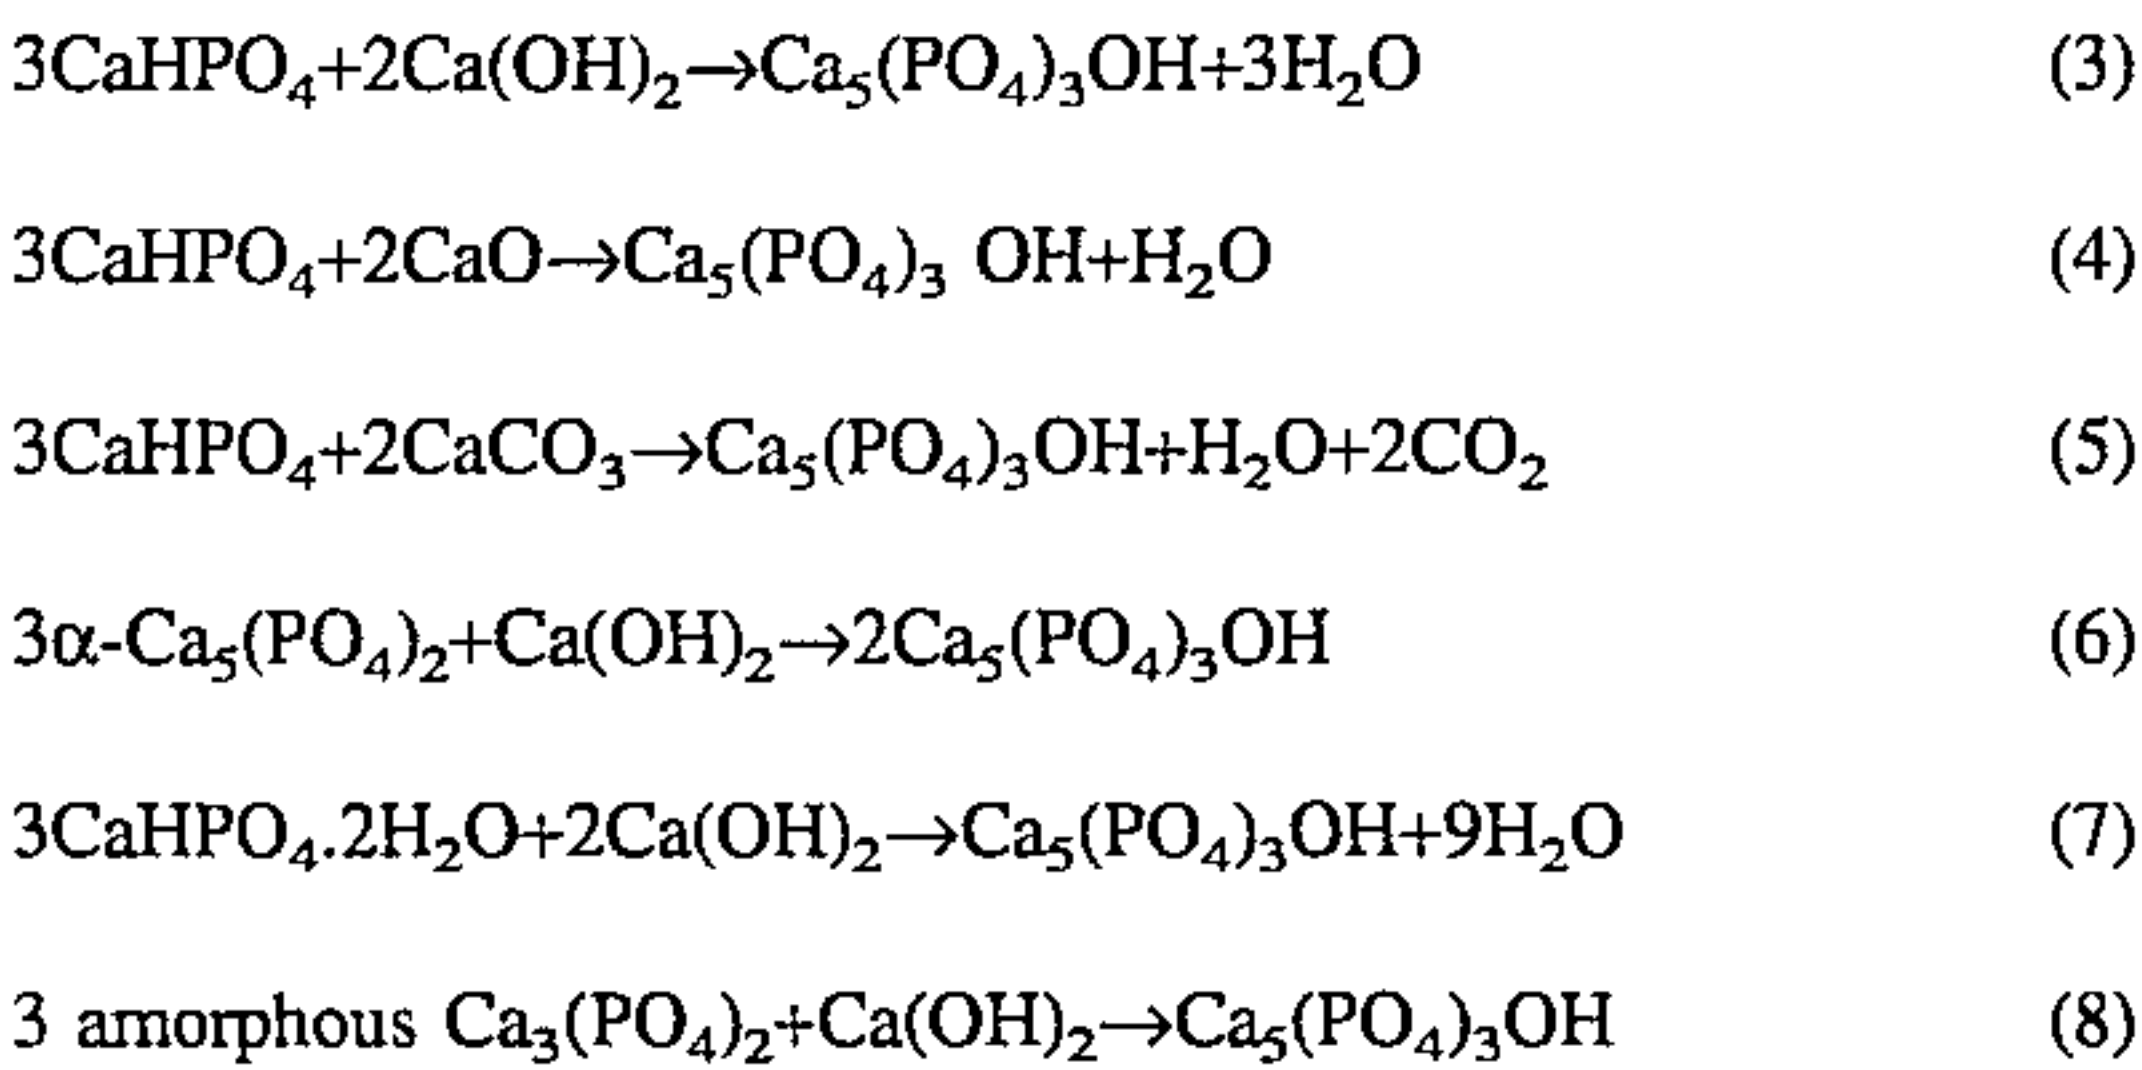 3CaHPO₄+2Ca(OH)₂→Ca₅(PO₄)₃OH+3H₂O (3)
3CaHPO₄+2CaO→Ca₅(PO₄)₃ OH+H₂O (4)
3CaHPO₄+2CaCO₃→Ca₅(PO₄)₃OH+H₂O+2CO₂ (5)
3α-Ca₅(PO₄)₂+Ca(OH)₂→2Ca₅(PO₄)₃OH (6)
3CaHPO₄.2H₂O+2Ca(OH)₂→Ca₅(PO₄)₃OH+9H₂O (7)
3 amorphous Ca₃(PO₄)₂+Ca(OH)₂→Ca₅(PO₄)₃OH (8)